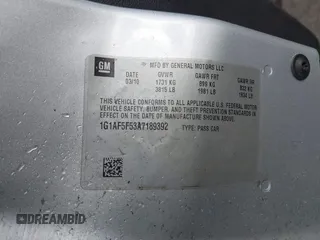 GM
MFD BY GENERAL MOTORS LLC
DATE GVWR GAWR FRT GAWR RR
03/10 1731 KG 899 KG 832 KG
3815 LB 1981 LB 1834 LB
THIS VEHICLE CONFORMS TO ALL APPLICABLE U.S. FEDERAL MOTOR VEHICLE
SAFETY, BUMPER, AND THEFT PREVENTION STANDARDS
IN EFFECT ON THE DATE OF MANUFACTURE SHOWN ABOVE.
1G1AF5F53A7189392 TYPE: PASS CAR
DREAMBID